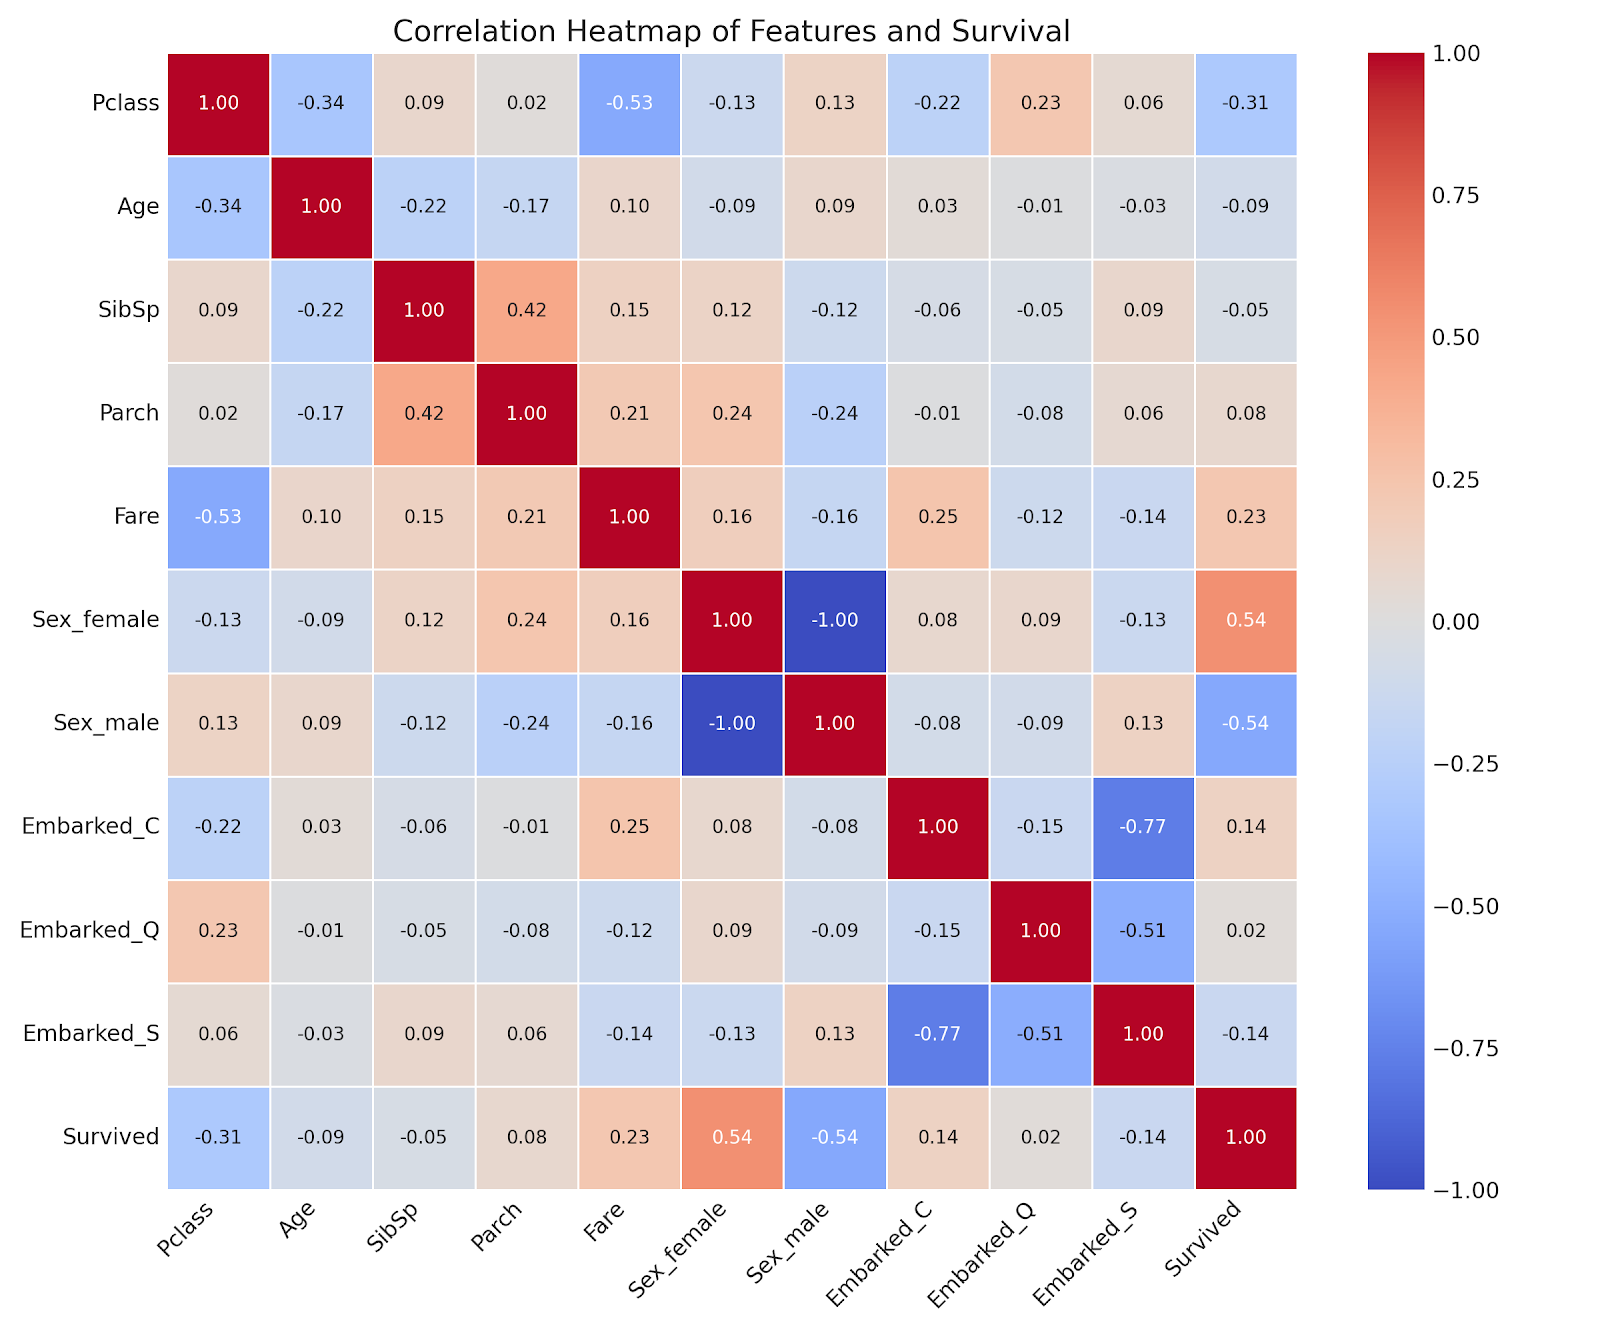 Correlation Heatmap of Features and Survival
Pclass 1.00 -0.34 0.09 0.02 -0.53 -0.13 0.13 -0.22 0.23 0.06 -0.31
Age -0.34 1.00 -0.22 -0.17 0.10 -0.09 0.09 0.03 -0.01 -0.03 -0.09
SibSp 0.09 -0.22 1.00 0.42 0.15 0.12 -0.12 -0.06 -0.05 0.09 -0.05
Parch 0.02 -0.17 0.42 1.00 0.21 0.24 -0.24 -0.01 -0.08 0.06 0.08
Fare -0.53 0.10 0.15 0.21 1.00 0.16 -0.16 0.25 -0.12 -0.14 0.23
Sex_female -0.13 -0.09 0.12 0.24 0.16 1.00 -1.00 0.08 0.09 -0.13 0.54
Sex_male 0.13 0.09 -0.12 -0.24 -0.16 -1.00 1.00 -0.08 -0.09 0.13 -0.54
Embarked_C -0.22 0.03 -0.06 -0.01 0.25 0.08 -0.08 1.00 -0.15 -0.77 0.14
Embarked_Q 0.23 -0.01 -0.05 -0.08 -0.12 0.09 -0.09 -0.15 1.00 -0.51 0.02
Embarked_S 0.06 -0.03 0.09 0.06 -0.14 -0.13 0.13 -0.77 -0.51 1.00 -0.14
Survived -0.31 -0.09 -0.05 0.08 0.23 0.54 -0.54 0.14 0.02 -0.14 1.00
Pclass Age SibSp Parch Fare Sex_female Sex_male Embarked_C Embarked_Q Embarked_S Survived
1.00
0.75
0.50
0.25
0.00
−0.25
−0.50
−0.75
−1.00